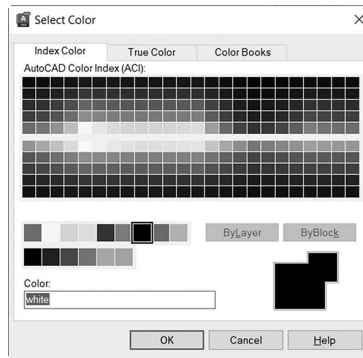 Select Color
Index Color True Color Color Books
AutoCAD Color Index (ACI):
ByLayer ByBlock
Color:
white
OK Cancel Help